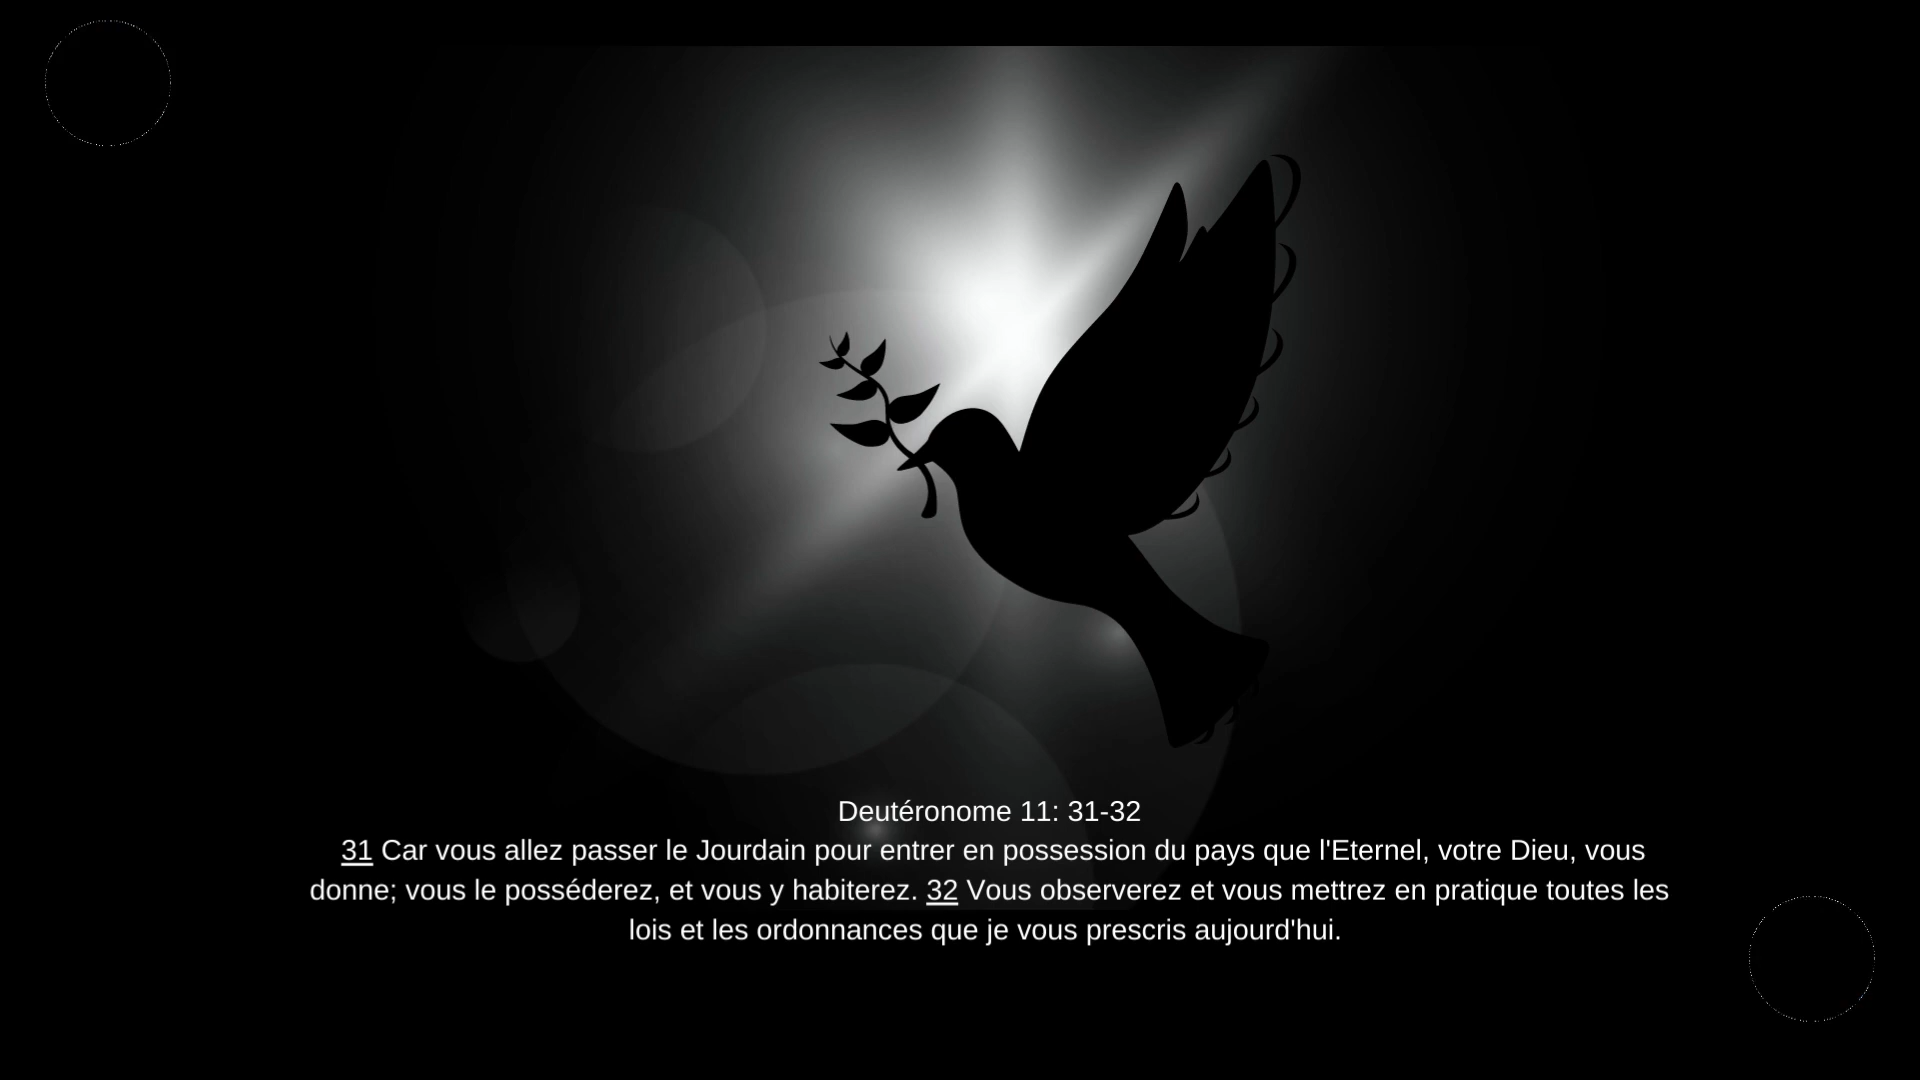 Deutéronome 11: 31-32
31 Car vous allez passer le Jourdain pour entrer en possession du pays que l'Eternel, votre Dieu, vous
donne; vous le posséderez, et vous y habiterez. 32 Vous observerez et vous mettrez en pratique toutes les
lois et les ordonnances que je vous prescris aujourd'hui.